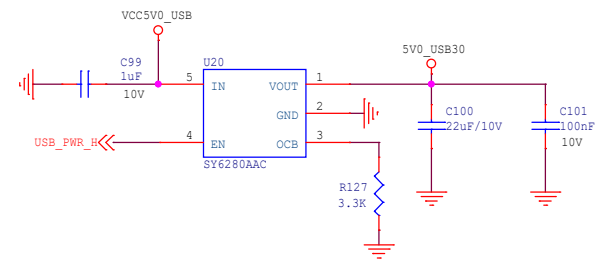 VCC5V0_USB
5V0_USB30
C99
1uF
10V
U20
5
IN
VOUT
1
GND
2
4
EN
OCB
3
USB_PWR_H
SY6280AAC
C100
22uF/10V
C101
100nF
10V
R127
3.3K